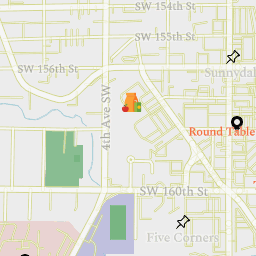 SW 154th St
SW 155th St
SW 156th St
Sunnydal
4th Ave SW
Round Table
SW 160th St
Five Corners